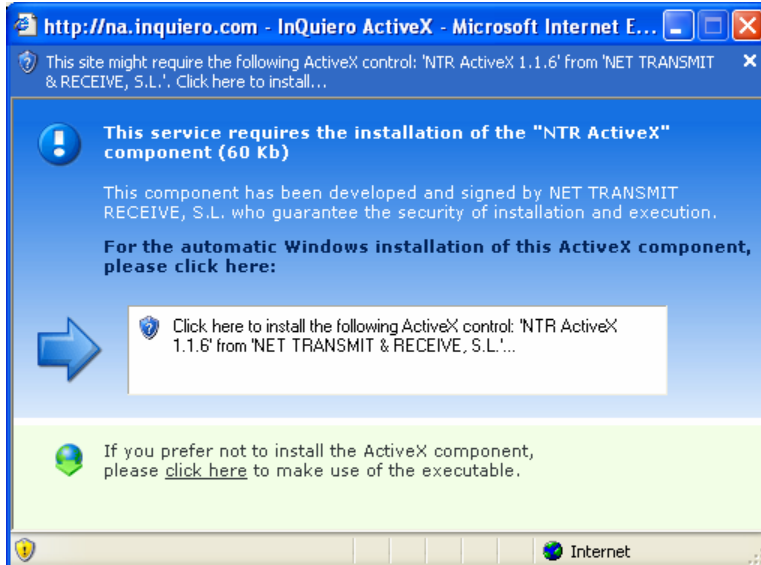 http://na.inquiero.com - InQuiero ActiveX - Microsoft Internet E...
This site might require the following ActiveX control: 'NTR ActiveX 1.1.6' from 'NET TRANSMIT
& RECEIVE, S.L.'. Click here to install...
This service requires the installation of the "NTR ActiveX"
component (60 Kb)
This component has been developed and signed by NET TRANSMIT
RECEIVE, S.L. who guarantee the security of installation and execution.
For the automatic Windows installation of this ActiveX component,
please click here:
Click here to install the following ActiveX control: 'NTR ActiveX
1.1.6' from 'NET TRANSMIT & RECEIVE, S.L.'...
If you prefer not to install the ActiveX component,
please click here to make use of the executable.
Internet